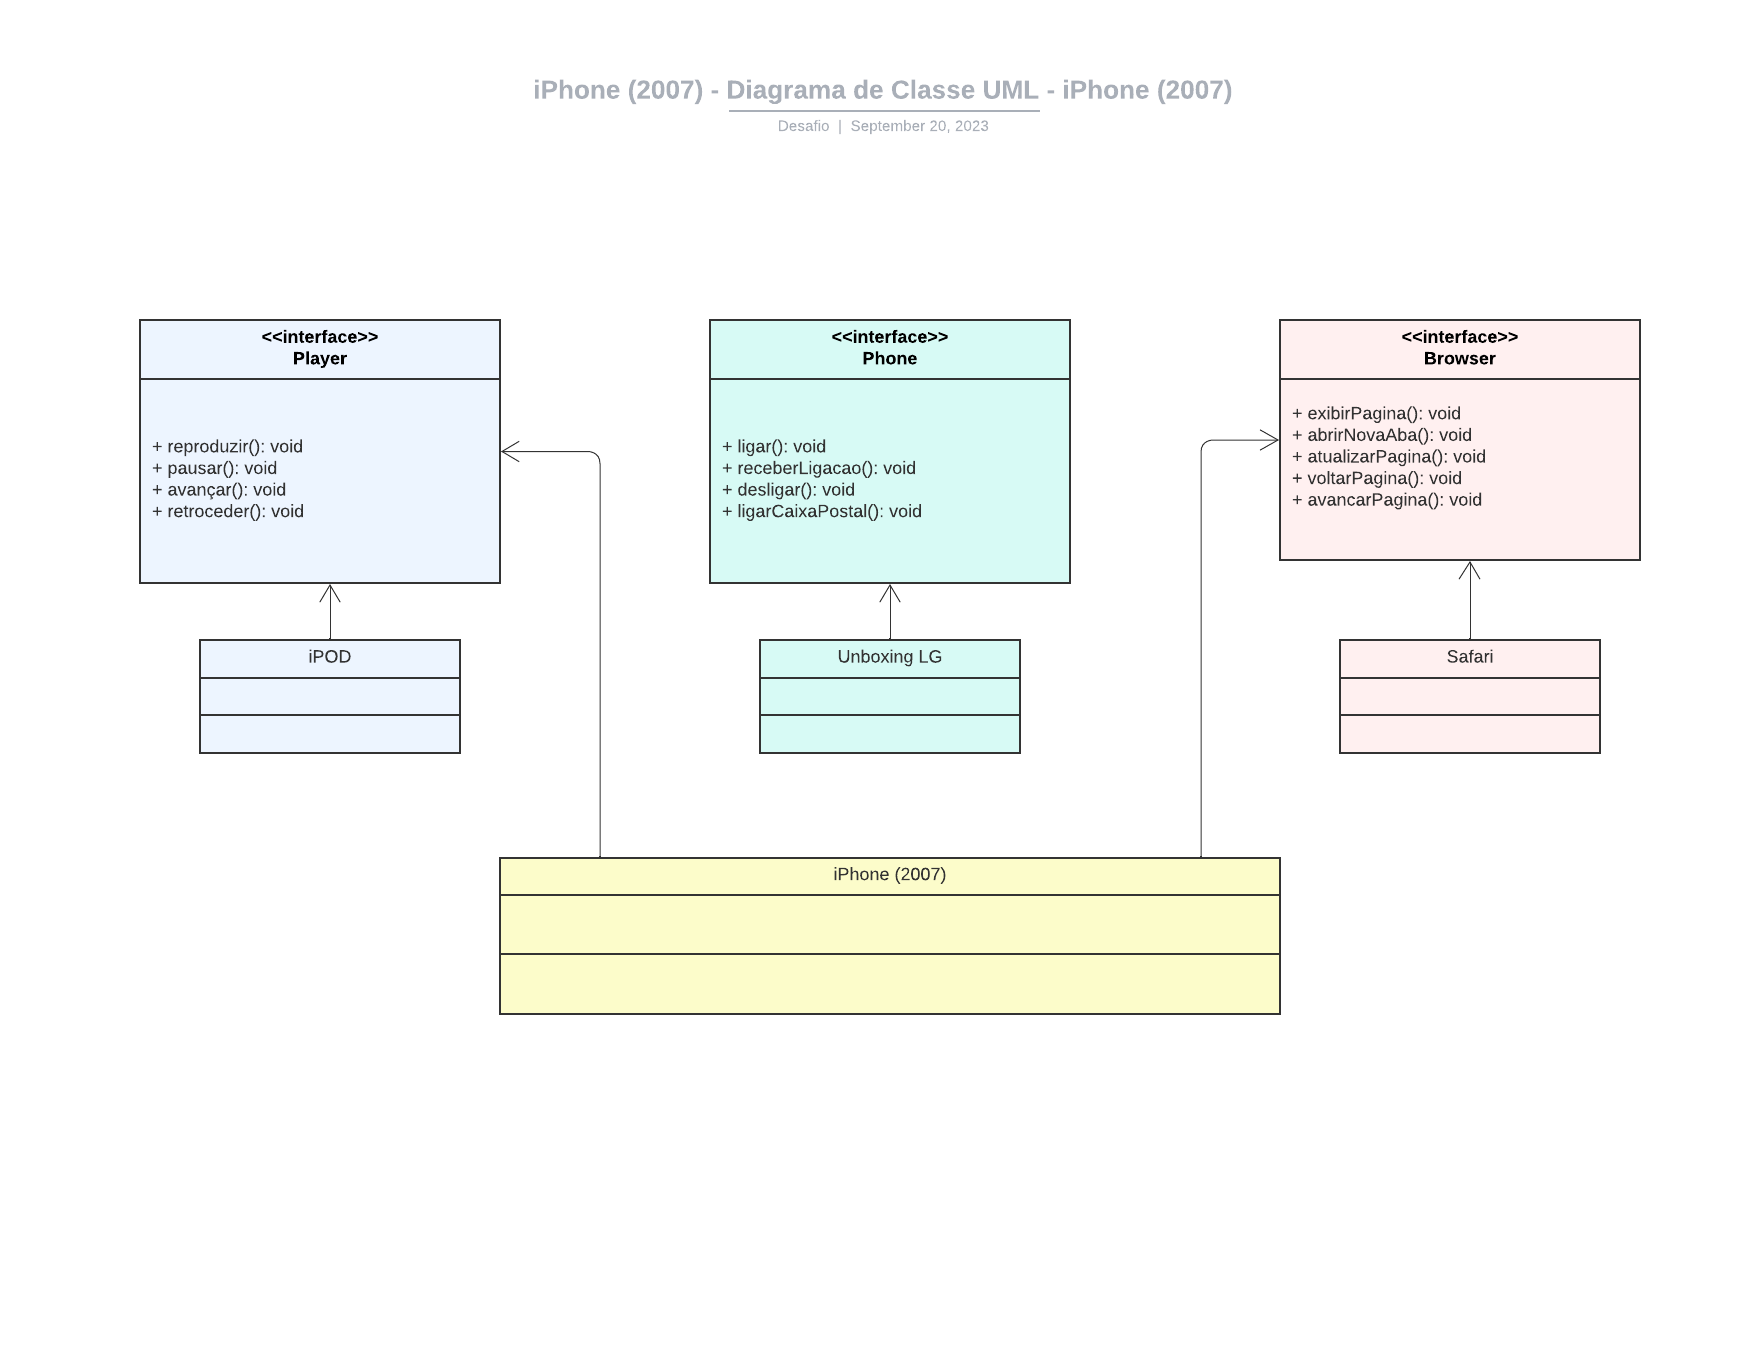 iPhone (2007) - Diagrama de Classe UML - iPhone (2007)
Desafio | September 20, 2023
<<interface>>
Player
+ reproduzir(): void
+ pausar(): void
+ avançar(): void
+ retroceder(): void
<<interface>>
Phone
+ ligar(): void
+ receberLigacao(): void
+ desligar(): void
+ ligarCaixaPostal(): void
<<interface>>
Browser
+ exibirPagina(): void
+ abrirNovaAba(): void
+ atualizarPagina(): void
+ voltarPagina(): void
+ avancarPagina(): void
iPOD
Unboxing LG
Safari
iPhone (2007)